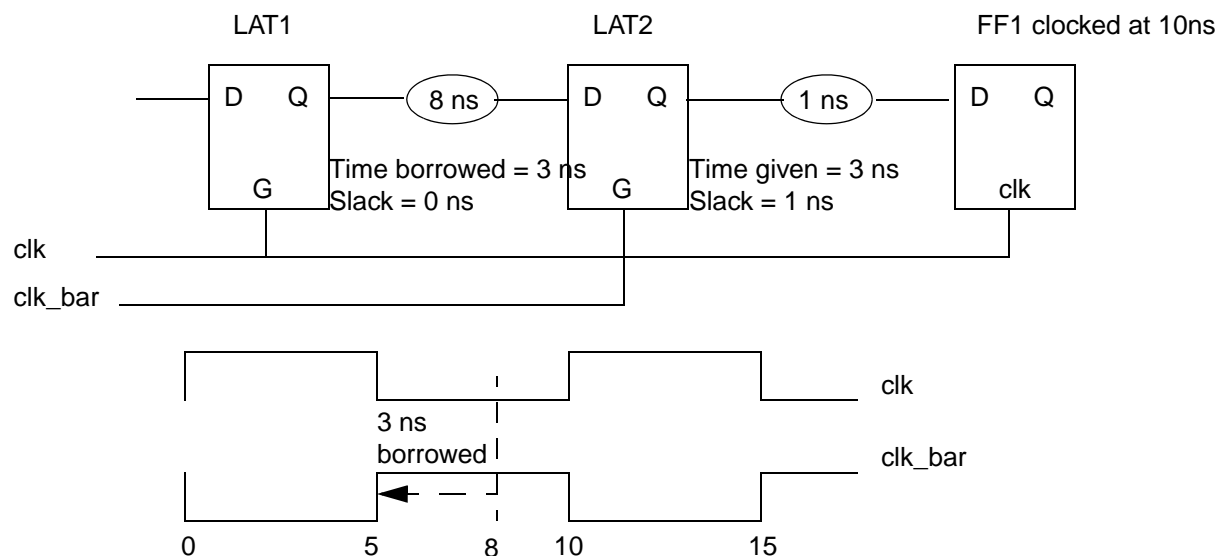 LAT1
LAT2
FF1 clocked at 10ns
D Q
8 ns
D Q
1 ns
D Q
Time borrowed = 3 ns
Slack = 0 ns
Time given = 3 ns
Slack = 1 ns
G
G
clk
clk
clk_bar
clk
3 ns
borrowed
clk_bar
0
5
8
10
15